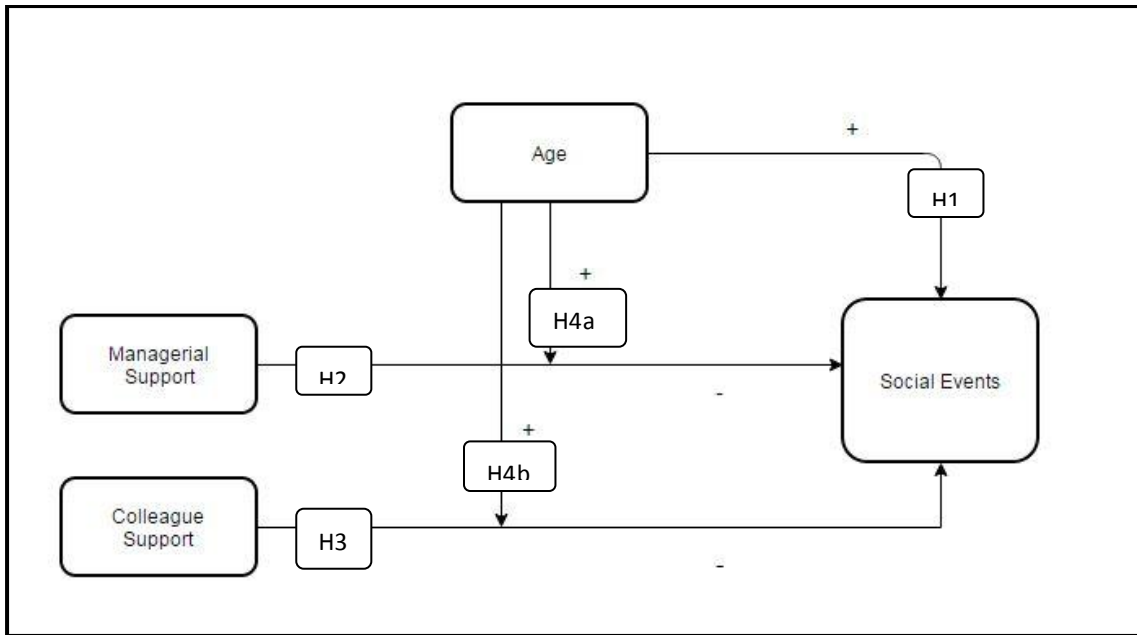 Age
+
H1
+
H4a
Managerial
Support
H2
-
Social Events
+
H4b
Colleague
Support
H3
-